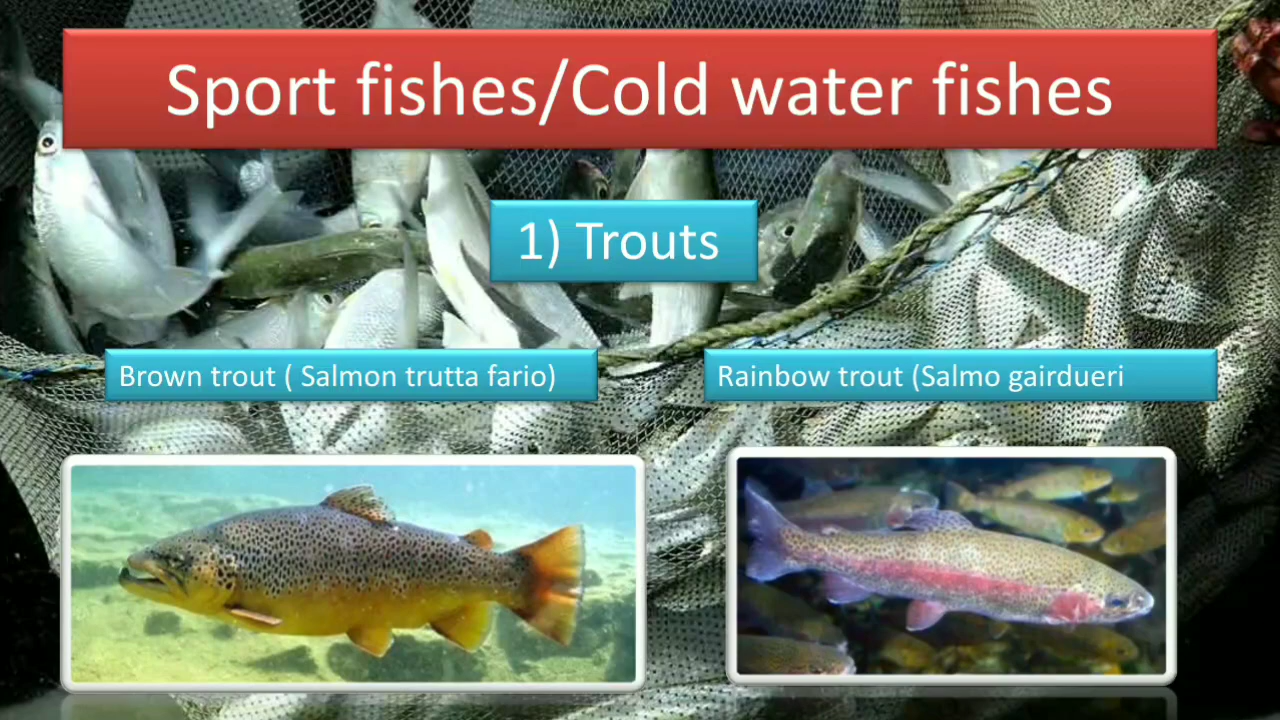 Sport fishes/Cold water fishes
1) Trouts
Brown trout ( Salmon trutta fario)
Rainbow trout (Salmo gairdueri